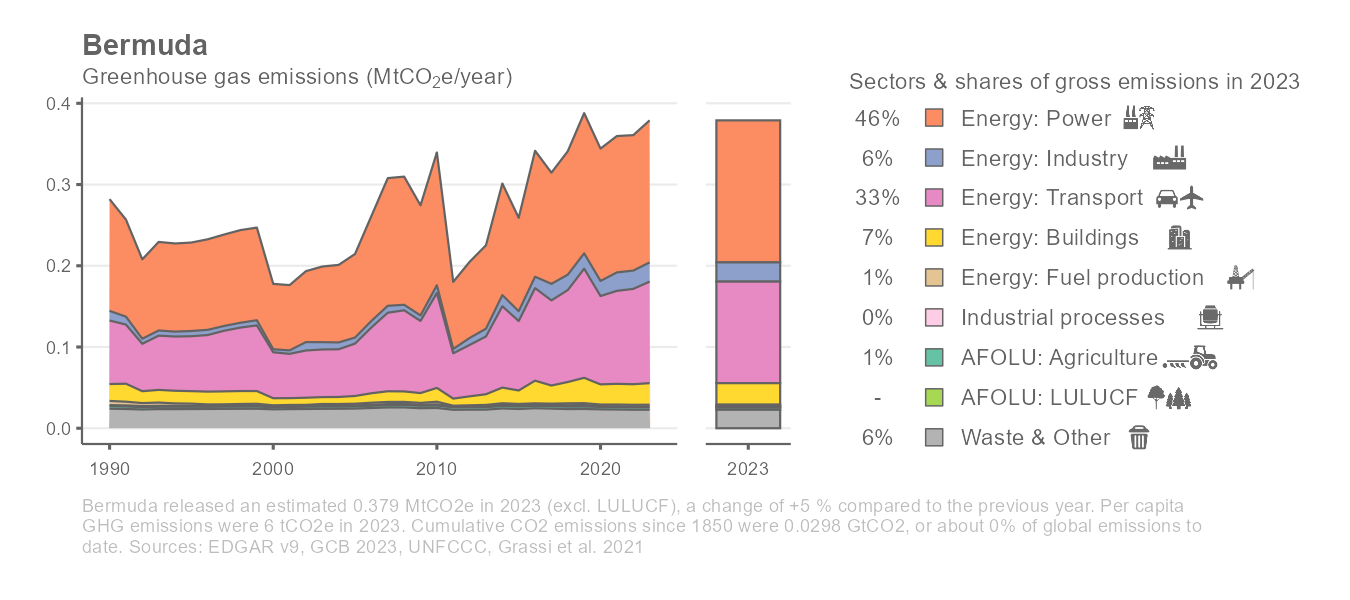 Bermuda
Greenhouse gas emissions (MtCO₂e/year)
0.4
0.3
0.2
0.1
0.0
1990 2000 2010 2020 2023
Sectors & shares of gross emissions in 2023
46% Energy: Power
6% Energy: Industry
33% Energy: Transport
7% Energy: Buildings
1% Energy: Fuel production
0% Industrial processes
1% AFOLU: Agriculture
- AFOLU: LULUCF
6% Waste & Other
Bermuda released an estimated 0.379 MtCO2e in 2023 (excl. LULUCF), a change of +5 % compared to the previous year. Per capita
GHG emissions were 6 tCO2e in 2023. Cumulative CO2 emissions since 1850 were 0.0298 GtCO2, or about 0% of global emissions to
date. Sources: EDGAR v9, GCB 2023, UNFCCC, Grassi et al. 2021